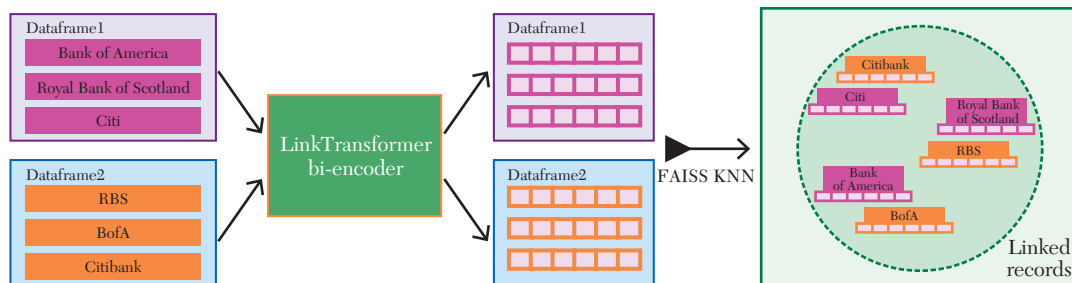 Dataframe1
Bank of America
Royal Bank of Scotland
Citi
Dataframe2
RBS
BofA
Citibank
LinkTransformer
bi-encoder
Dataframe1
Dataframe2
FAISS KNN
Citibank
Citi
Royal Bank
of Scotland
RBS
Bank
of America
BofA
Linked
records